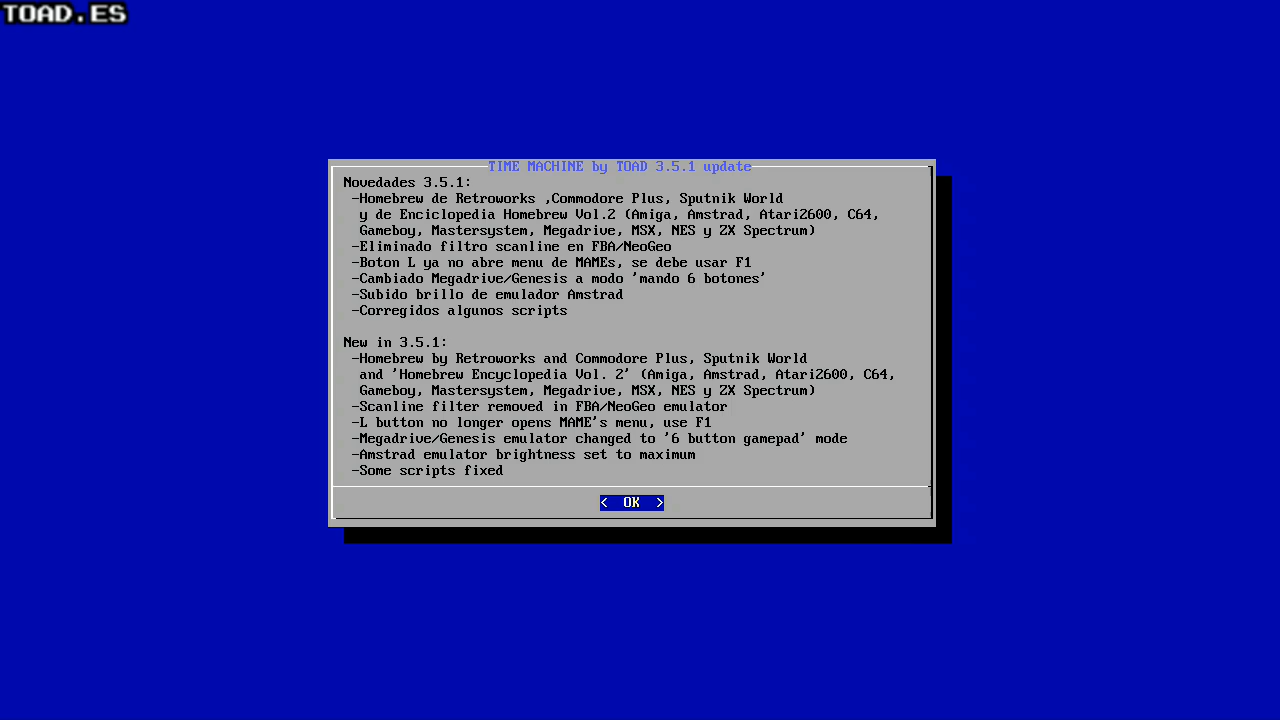 TOAD.ES
TIME MACHINE by TOAD 3.5.1 update
Novedades 3.5.1:
-Homebrew de Retroworks ,Commodore Plus, Sputnik World
y de Enciclopedia Homebrew Vol.2 (Amiga, Amstrad, Atari2600, C64,
Gameboy, Mastersystem, Megadrive, MSX, NES y ZX Spectrum)
-Eliminado filtro scanline en FBA/NeoGeo
-Boton L ya no abre menu de MAMEs, se debe usar F1
-Cambiado Megadrive/Genesis a modo 'mando 6 botones'
-Subido brillo de emulador Amstrad
-Corregidos algunos scripts
New in 3.5.1:
-Homebrew by Retroworks and Commodore Plus, Sputnik World
and 'Homebrew Encyclopedia Vol. 2' (Amiga, Amstrad, Atari2600, C64,
Gameboy, Mastersystem, Megadrive, MSX, NES y ZX Spectrum)
-Scanline filter removed in FBA/NeoGeo emulator
-L button no longer opens MAME's menu, use F1
-Megadrive/Genesis emulator changed to '6 button gamepad' mode
-Amstrad emulator brightness set to maximum
-Some scripts fixed
< OK >